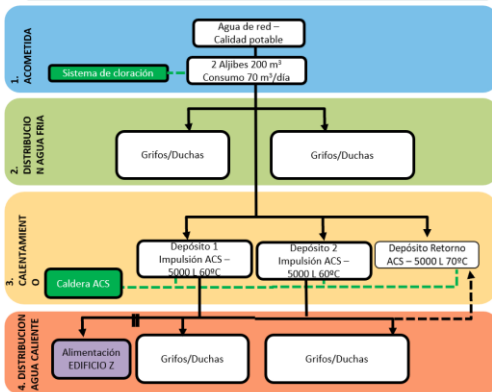 1.
ACOMETIDA
Agua de red –
Calidad potable
Sistema de cloración
2 Aljibes 200 m³
Consumo 70 m³/día
2.
DISTRIBUCIO
N AGUA FRIA
Grifos/Duchas
Grifos/Duchas
3.
CALENTAMIENT
O
Depósito 1
Impulsión ACS –
5000 L 60ºC
Depósito 2
Impulsión ACS –
5000 L 60ºC
Depósito Retorno
ACS – 5000 L 70ºC
Caldera ACS
4. DISTRIBUCION
AGUA CALIENTE
Alimentación
EDIFICIO Z
Grifos/Duchas
Grifos/Duchas